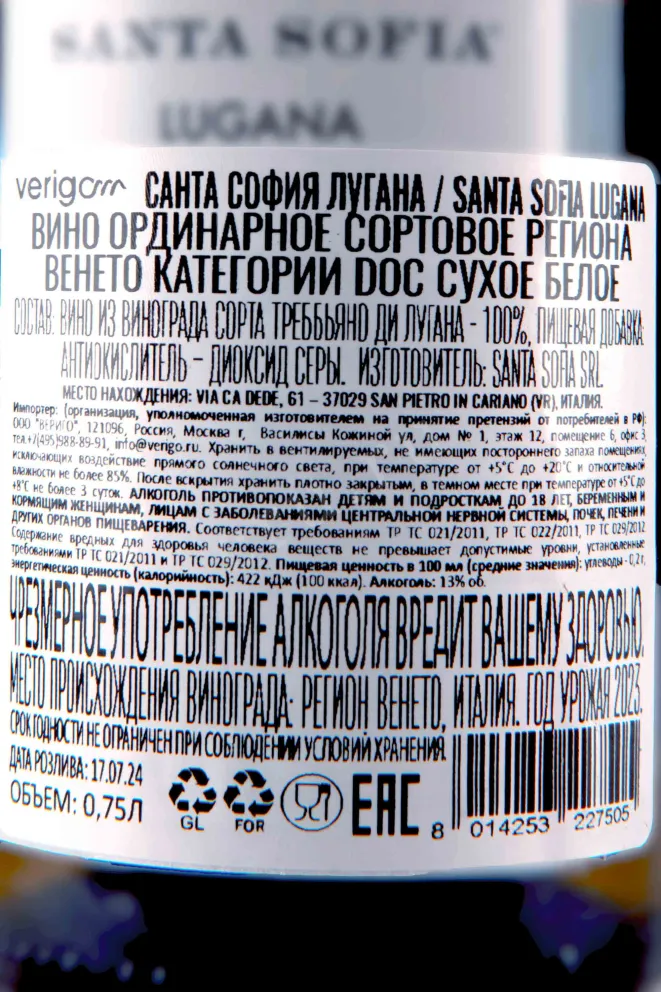 SANTA SOFIA
LUGANA
verigo САНТА СОФИЯ ЛУГАНА / SANTA SOFIA LUGANA
ВИНО ОРДИНАРНОЕ СОРТОВОЕ РЕГИОНА
ВЕНЕТО КАТЕГОРИИ DOC СУХОЕ БЕЛОЕ
СОСТАВ: ВИНО ИЗ ВИНОГРАДА СОРТА ТРЕББЬЯНО ДИ ЛУГАНА - 100%, ПИЩЕВАЯ ДОБАВКА
АНТИОКИСЛИТЕЛЬ – ДИОКСИД СЕРЫ. ИЗГОТОВИТЕЛЬ: SANTA SOFIA SRL.
МЕСТО НАХОЖДЕНИЯ: VIA CA DEDE, 61 – 37029 SAN PIETRO IN CARIANO (VR), ИТАЛИЯ.
Импортер: (организация, уполномоченная изготовителем на принятие претензий от потребителей в РФ):
ООО "ВЕРИГО", 121096, Россия, Москва г, Василисы Кожиной ул, дом № 1, этаж 12, помещение 6, офис 3,
тел.+7(495)988-89-91, info@verigo.ru. Хранить в вентилируемых, не имеющих постороннего запаха помещениях,
исключающих воздействие прямого солнечного света, при температуре от +5°С до +20°С и относительной
влажности не более 85%. После вскрытия хранить плотно закрытым, в темном месте при температуре от +5°С до
+8°С не более 3 суток. АЛКОГОЛЬ ПРОТИВОПОКАЗАН ДЕТЯМ И ПОДРОСТКАМ ДО 18 ЛЕТ, БЕРЕМЕННЫМ И
КОРМЯЩИМ ЖЕНЩИНАМ, ЛИЦАМ С ЗАБОЛЕВАНИЯМИ ЦЕНТРАЛЬНОЙ НЕРВНОЙ СИСТЕМЫ, ПОЧЕК, ПЕЧЕНИ И
ДРУГИХ ОРГАНОВ ПИЩЕВАРЕНИЯ. Соответствует требованиям ТР ТС 021/2011, ТР ТС 022/2011, ТР ТС 029/2012.
Содержание вредных для здоровья человека веществ не превышает допустимые уровни, установленные
требованиями ТР ТС 021/2011 и ТР ТС 029/2012. Пищевая ценность в 100 мл (средние значения): углеводы - 0,2 г,
энергетическая ценность (калорийность): 422 кДж (100 ккал). Алкоголь: 13% об.
ЧРЕЗМЕРНОЕ УПОТРЕБЛЕНИЕ АЛКОГОЛЯ ВРЕДИТ ВАШЕМУ ЗДОРОВЬЮ.
МЕСТО ПРОИСХОЖДЕНИЯ ВИНОГРАДА: РЕГИОН ВЕНЕТО, ИТАЛИЯ. ГОД УРОЖАЯ 2023.
СРОК ГОДНОСТИ НЕ ОГРАНИЧЕН ПРИ СОБЛЮДЕНИИ УСЛОВИЙ ХРАНЕНИЯ.
ДАТА РОЗЛИВА: 17.07.24
ОБЪЕМ: 0,75Л
GL FOR EAC
8 014253 227505